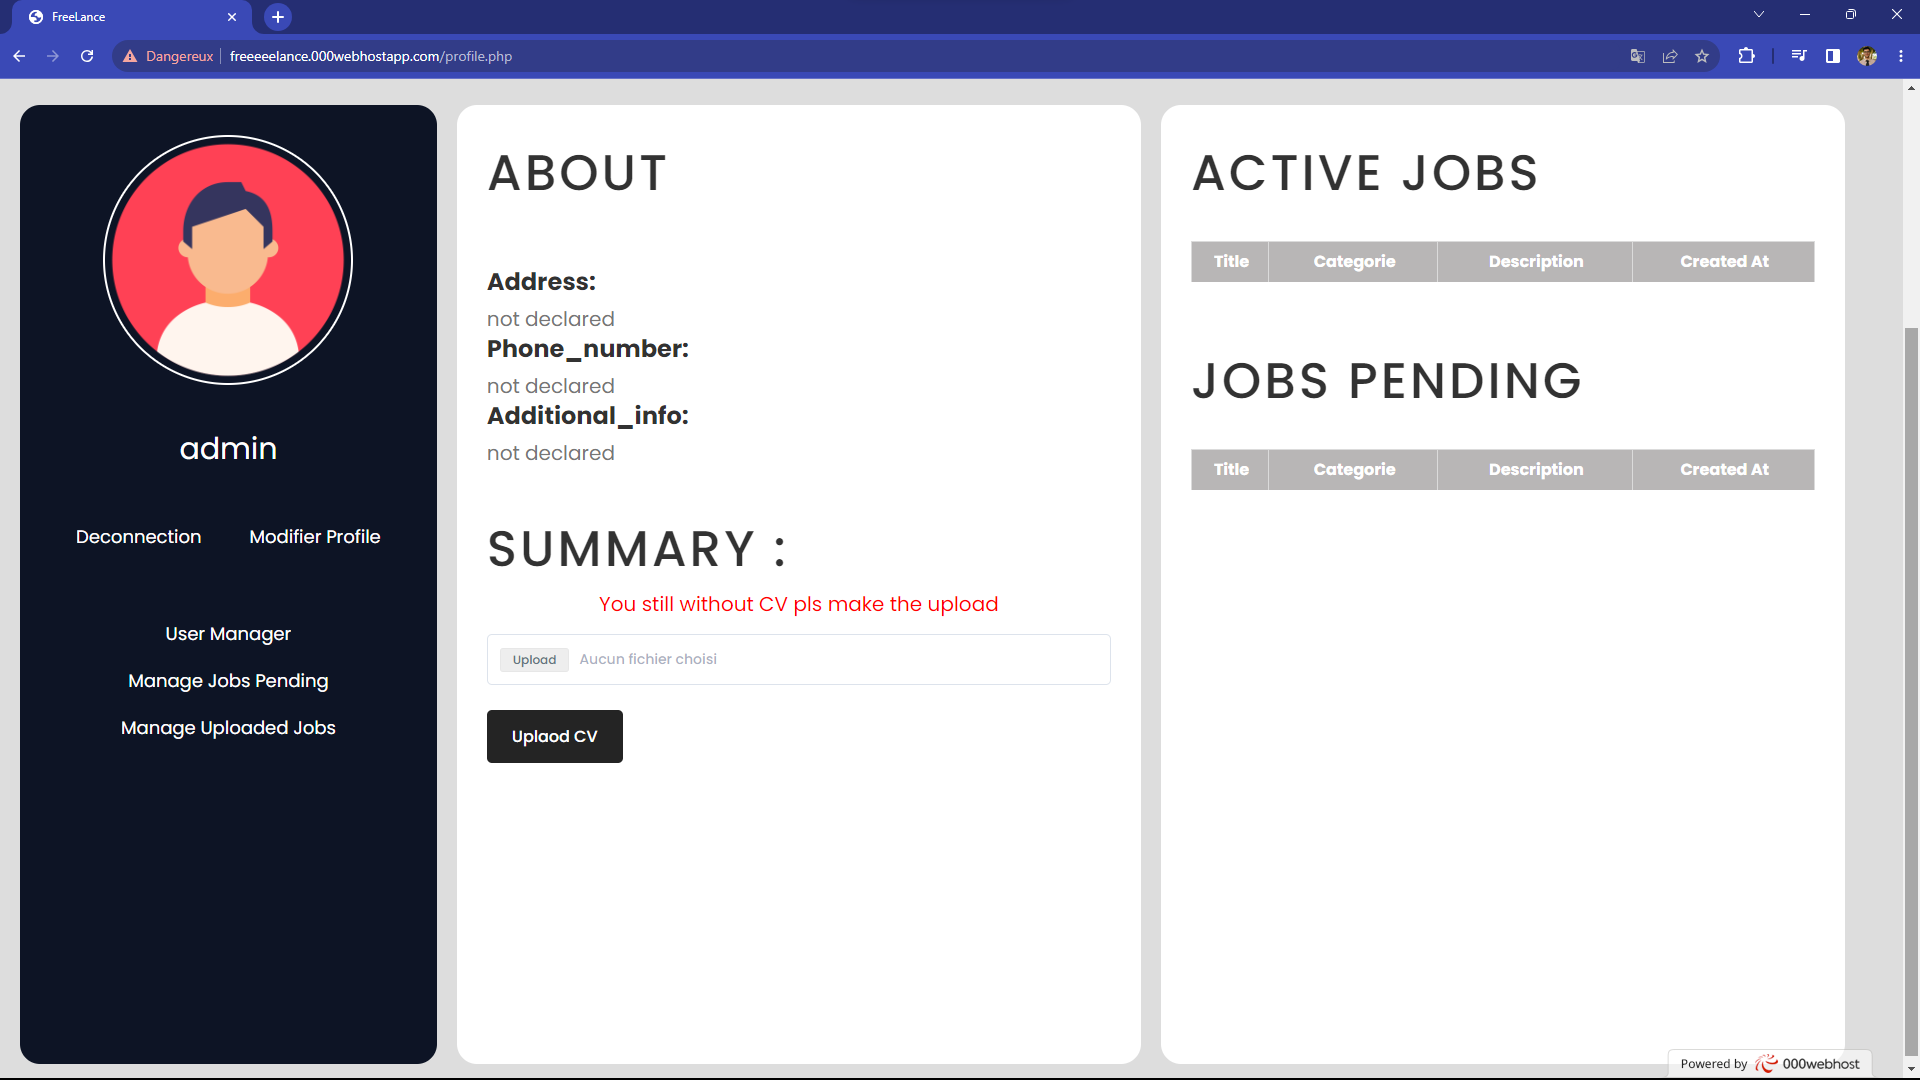 FreeLance
Dangereux freeeeelance.000webhostapp.com/profile.php
admin
Deconnection Modifier Profile
User Manager
Manage Jobs Pending
Manage Uploaded Jobs
ABOUT
Address:
not declared
Phone_number:
not declared
Additional_info:
not declared
SUMMARY :
You still without CV pls make the upload
Upload Aucun fichier choisi
Uplaod CV
ACTIVE JOBS
Title Categorie Description Created At
JOBS PENDING
Title Categorie Description Created At
Powered by 000webhost